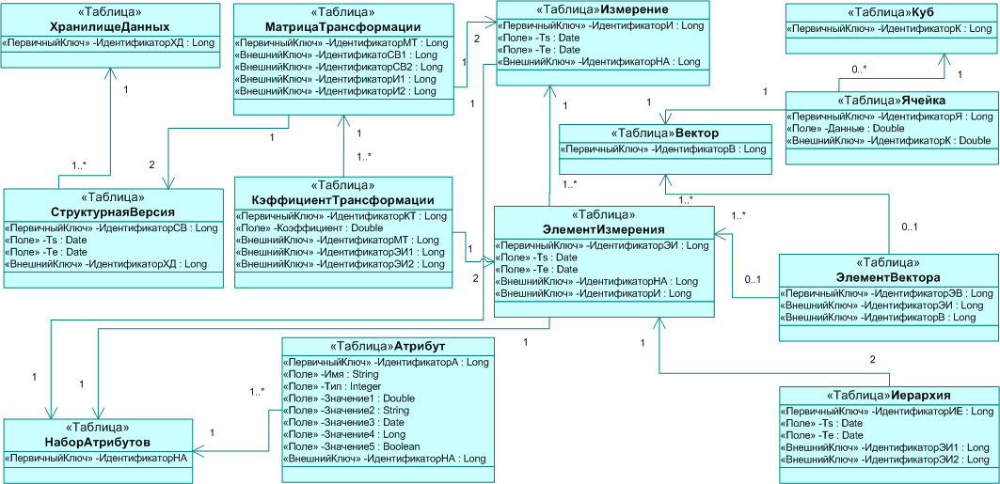 «Таблица»
ХранилищеДанных
«ПервичныйКлюч» -ИдентификаторХД : Long
«Таблица»
МатрицаТрансформации
«ПервичныйКлюч» -ИдентификаторМТ : Long
«ВнешнийКлюч» -ИдентификатоСВ1 : Long
«ВнешнийКлюч» -ИдентификаторСВ2 : Long
«ВнешнийКлюч» -ИдентификаторИ1 : Long
«ВнешнийКлюч» -ИдентификаторИ2 : Long
«Таблица»Измерение
«ПервичныйКлюч» -ИдентификаторИ : Long
«Поле» -Ts : Date
«Поле» -Te : Date
«ВнешнийКлюч» -ИдентификаторНА : Long
«Таблица»Куб
«ПервичныйКлюч» -ИдентификаторК : Long
2
1
1
0..*
1
1
«Таблица»Ячейка
«ПервичныйКлюч» -ИдентификаторЯ : Long
«Поле» -Данные : Double
«ВнешнийКлюч» -ИдентификаторК : Double
1
1
1
«Таблица»Вектор
«ПервичныйКлюч» -ИдентификаторВ : Long
1
1
1..*
2
1..*
«Таблица»
СтруктурнаяВерсия
«ПервичныйКлюч» -ИдентификаторСВ : Long
«Поле» -Ts : Date
«Поле» -Te : Date
«ВнешнийКлюч» -ИдентификаторХД : Long
«Таблица»
КэффициентТрансформации
«ПервичныйКлюч» -ИдентификаторКТ : Long
«Поле» -Коэффициент : Double
«ВнешнийКлюч» -ИдентификаторМТ : Long
«ВнешнийКлюч» -ИдентификаторЭИ1 : Long
«ВнешнийКлюч» -ИдентификаторЭИ2 : Long
1
2
1..*
«Таблица»
ЭлементИзмерения
«ПервичныйКлюч» -ИдентификаторЭИ : Long
«Поле» -Ts : Date
«Поле» -Te : Date
«ВнешнийКлюч» -ИдентификаторНА : Long
«ВнешнийКлюч» -ИдентификаторИ : Long
1..*
1..*
0..1
0..1
«Таблица»
ЭлементВектора
«ПервичныйКлюч» -ИдентификаторЭВ : Long
«ВнешнийКлюч» -ИдентификаторЭИ : Long
«ВнешнийКлюч» -ИдентификаторВ : Long
1
1
2
«Таблица»Атрибут
«ПервичныйКлюч» -ИдентификаторА : Long
«Поле» -Имя : String
«Поле» -Тип : Integer
«Поле» -Значение1 : Double
«Поле» -Значение2 : String
«Поле» -Значение3 : Date
«Поле» -Значение4 : Long
«Поле» -Значение5 : Boolean
«ВнешнийКлюч» -ИдентификаторНА : Long
1
1
1..*
1
«Таблица»
НаборАтрибутов
«ПервичныйКлюч» -ИдентификаторНА
«Таблица»Иерархия
«ПервичныйКлюч» -ИдентификаторИЕ : Long
«Поле» -Ts : Date
«Поле» -Te : Date
«ВнешнийКлюч» -ИдентификаторЭИ1 : Long
«ВнешнийКлюч» -ИдентификаторЭИ2 : Long